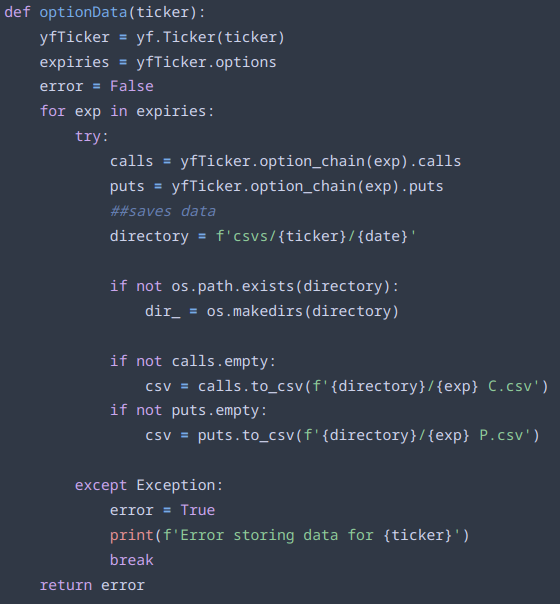 def optionData(ticker):
    yfTicker = yf.Ticker(ticker)
    expiries = yfTicker.options
    error = False
    for exp in expiries:
        try:
            calls = yfTicker.option_chain(exp).calls
            puts = yfTicker.option_chain(exp).puts
            ##saves data
            directory = f'csvs/{ticker}/{date}'

            if not os.path.exists(directory):
                dir_ = os.makedirs(directory)

            if not calls.empty:
                csv = calls.to_csv(f'{directory}/{exp} C.csv')
            if not puts.empty:
                csv = puts.to_csv(f'{directory}/{exp} P.csv')

        except Exception:
            error = True
            print(f'Error storing data for {ticker}')
            break
    return error